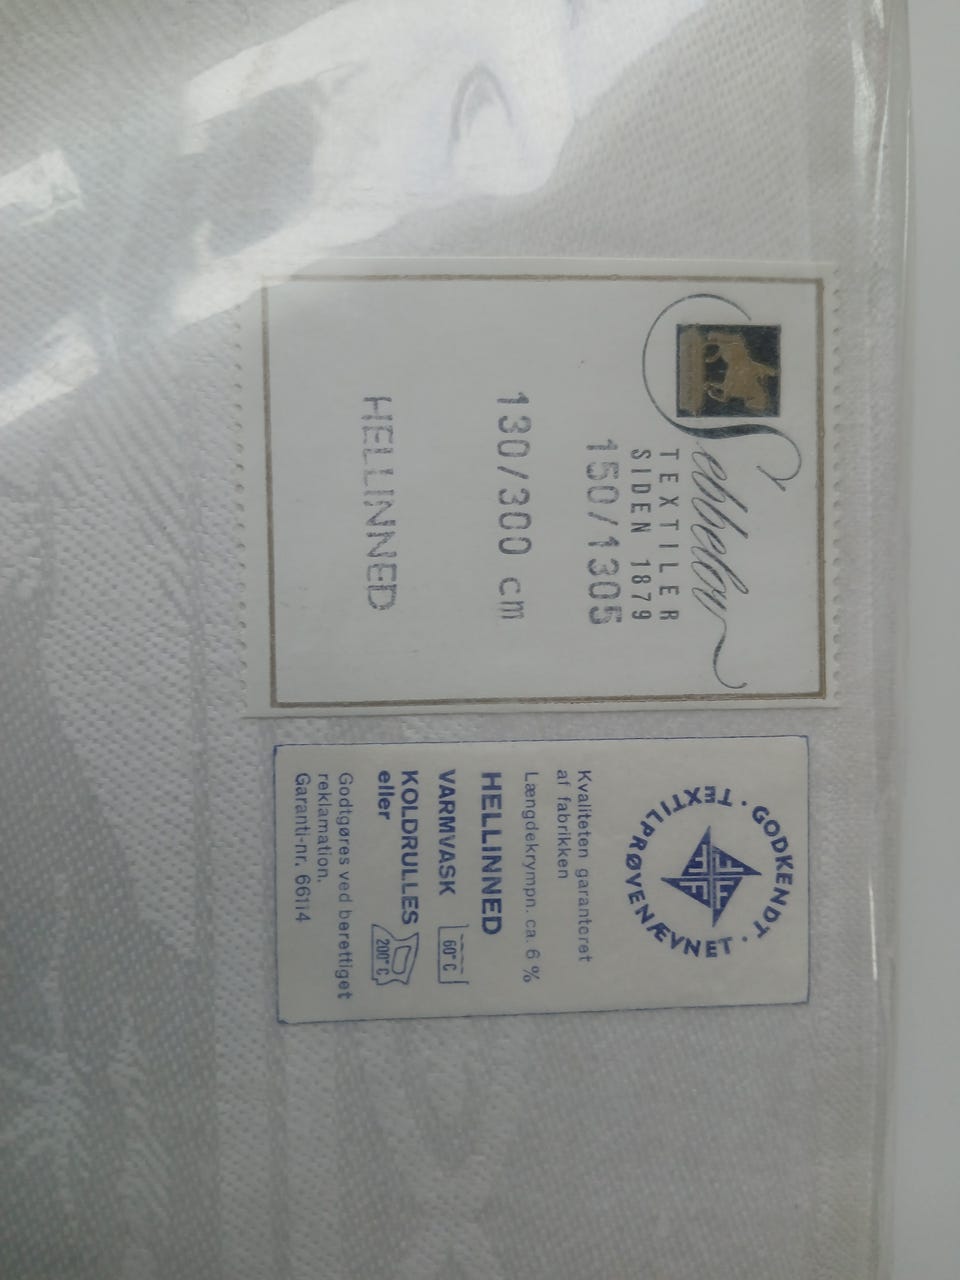 Sehbelov
TEXTILER
SIDEN 1879
150/1305
130/300 cm
HELLINNED
GODKENDT · TEXTILPRØVENÆVNET ·
Kvaliteten garanteret
af fabrikken
Længdekrympn. ca. 6 %
HELLINNED
VARMVASK 60°C
KOLDRULLES
eller 200°C
Godtgøres ved berettiget
reklamation.
Garanti-nr. 66114